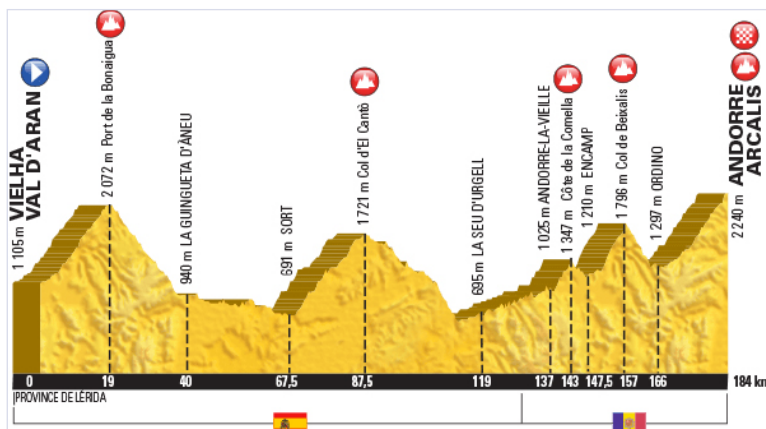 1 105 m VIELHA
VAL D'ARAN
2 072 m Port de la Bonaigua
940 m LA GUINGUETA D'ÀNEU
691 m SORT
1 721 m Col d'El Cantò
695 m LA SEU D'URGELL
1 025 m ANDORRE-LA-VIEILLE
1 347 m Côte de la Comella
1 210 m ENCAMP
1 796 m Col de Beixalis
1 297 m ORDINO
2 240 m ANDORRE
ARCALIS
0 19 40 67,5 87,5 119 137 143 147,5 157 166 184 km
PROVINCE DE LÉRIDA